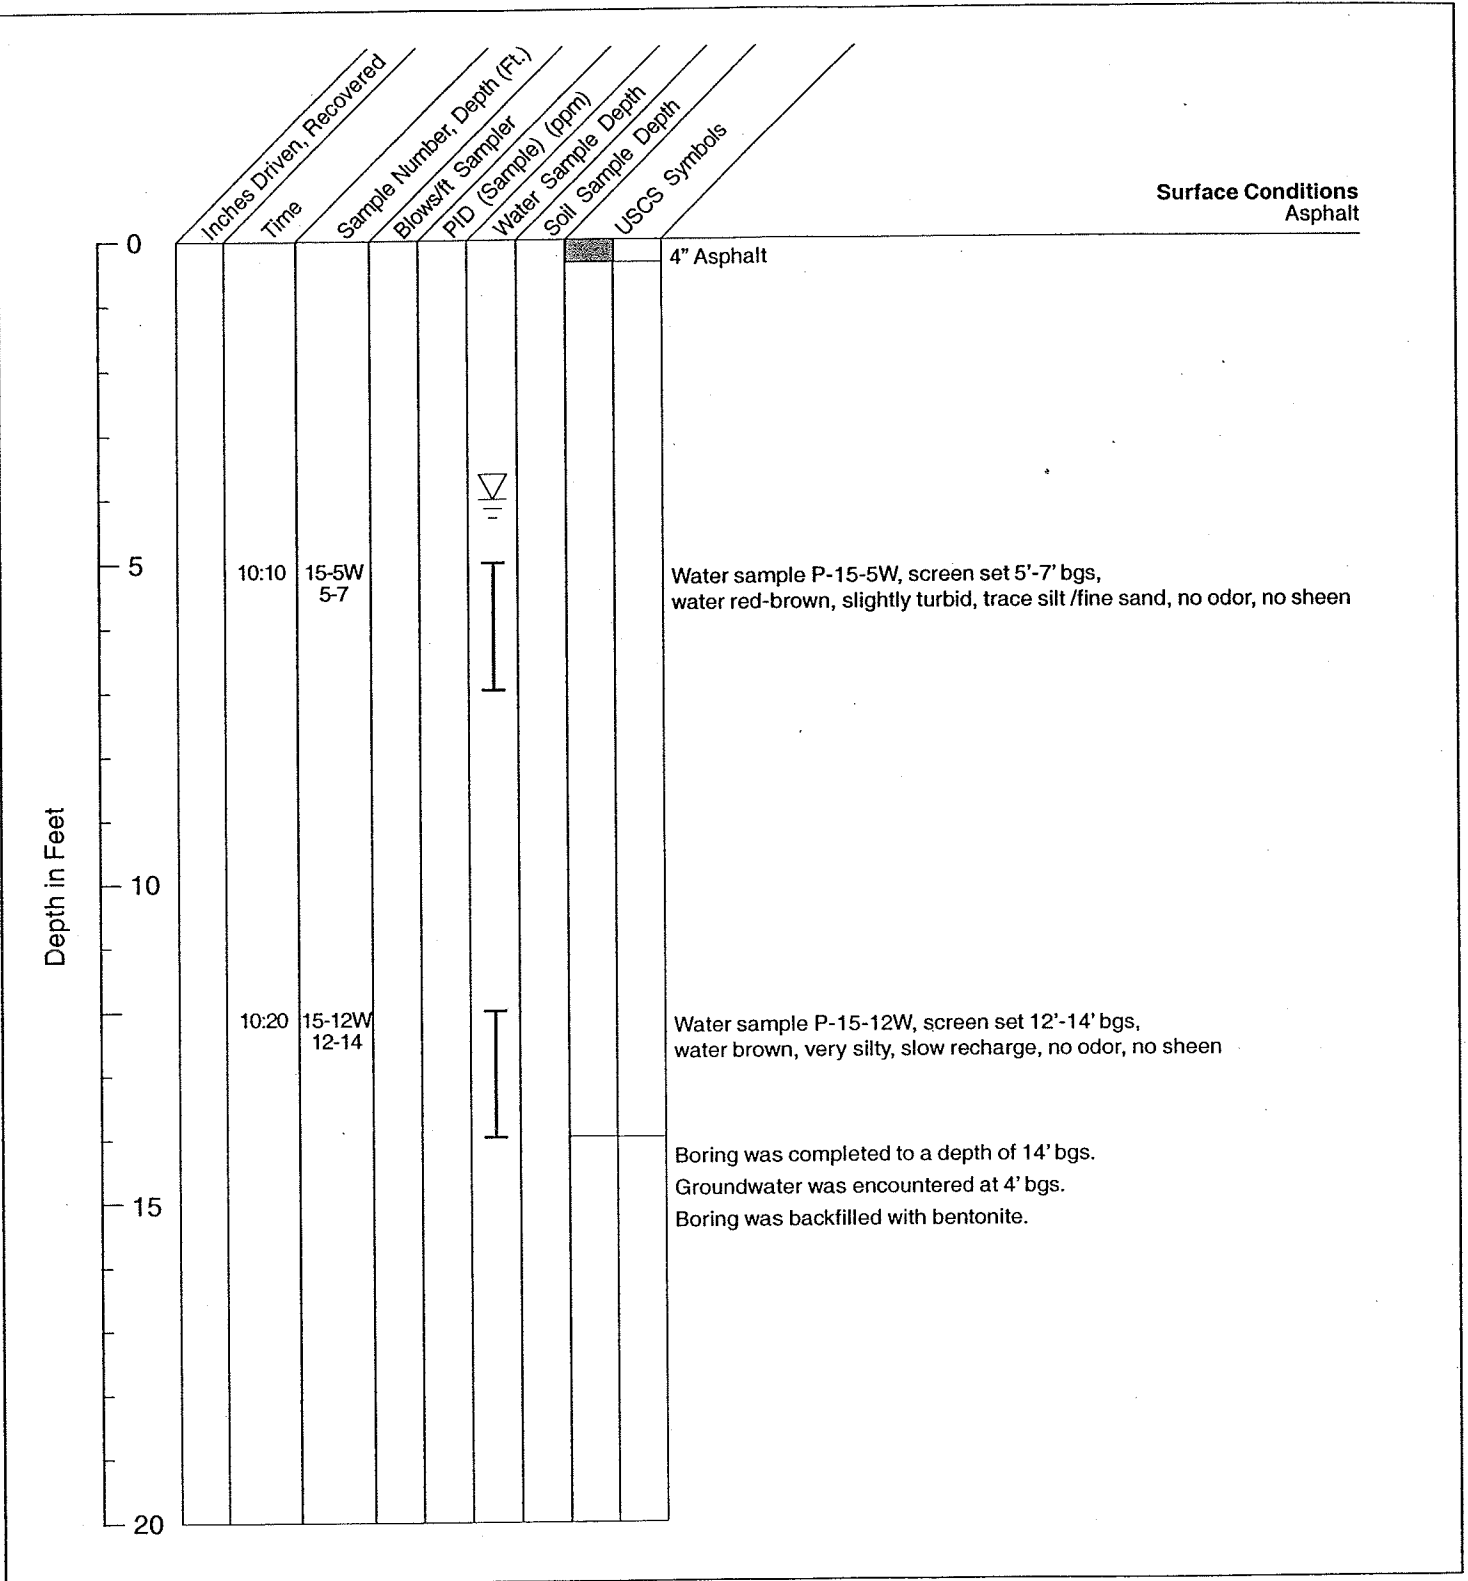 Inches Driven, Recovered
Time
Sample Number, Depth (Ft.)
Blows/ft Sampler
PID (Sample) (ppm)
Water Sample Depth
Soil Sample Depth
USCS Symbols
Surface Conditions
Asphalt
0
4" Asphalt
5
10:10
15-5W
5-7
Water sample P-15-5W, screen set 5'-7' bgs,
water red-brown, slightly turbid, trace silt /fine sand, no odor, no sheen
Depth in Feet
10
10:20
15-12W
12-14
Water sample P-15-12W, screen set 12'-14' bgs,
water brown, very silty, slow recharge, no odor, no sheen
Boring was completed to a depth of 14' bgs.
Groundwater was encountered at 4' bgs.
15
Boring was backfilled with bentonite.
20